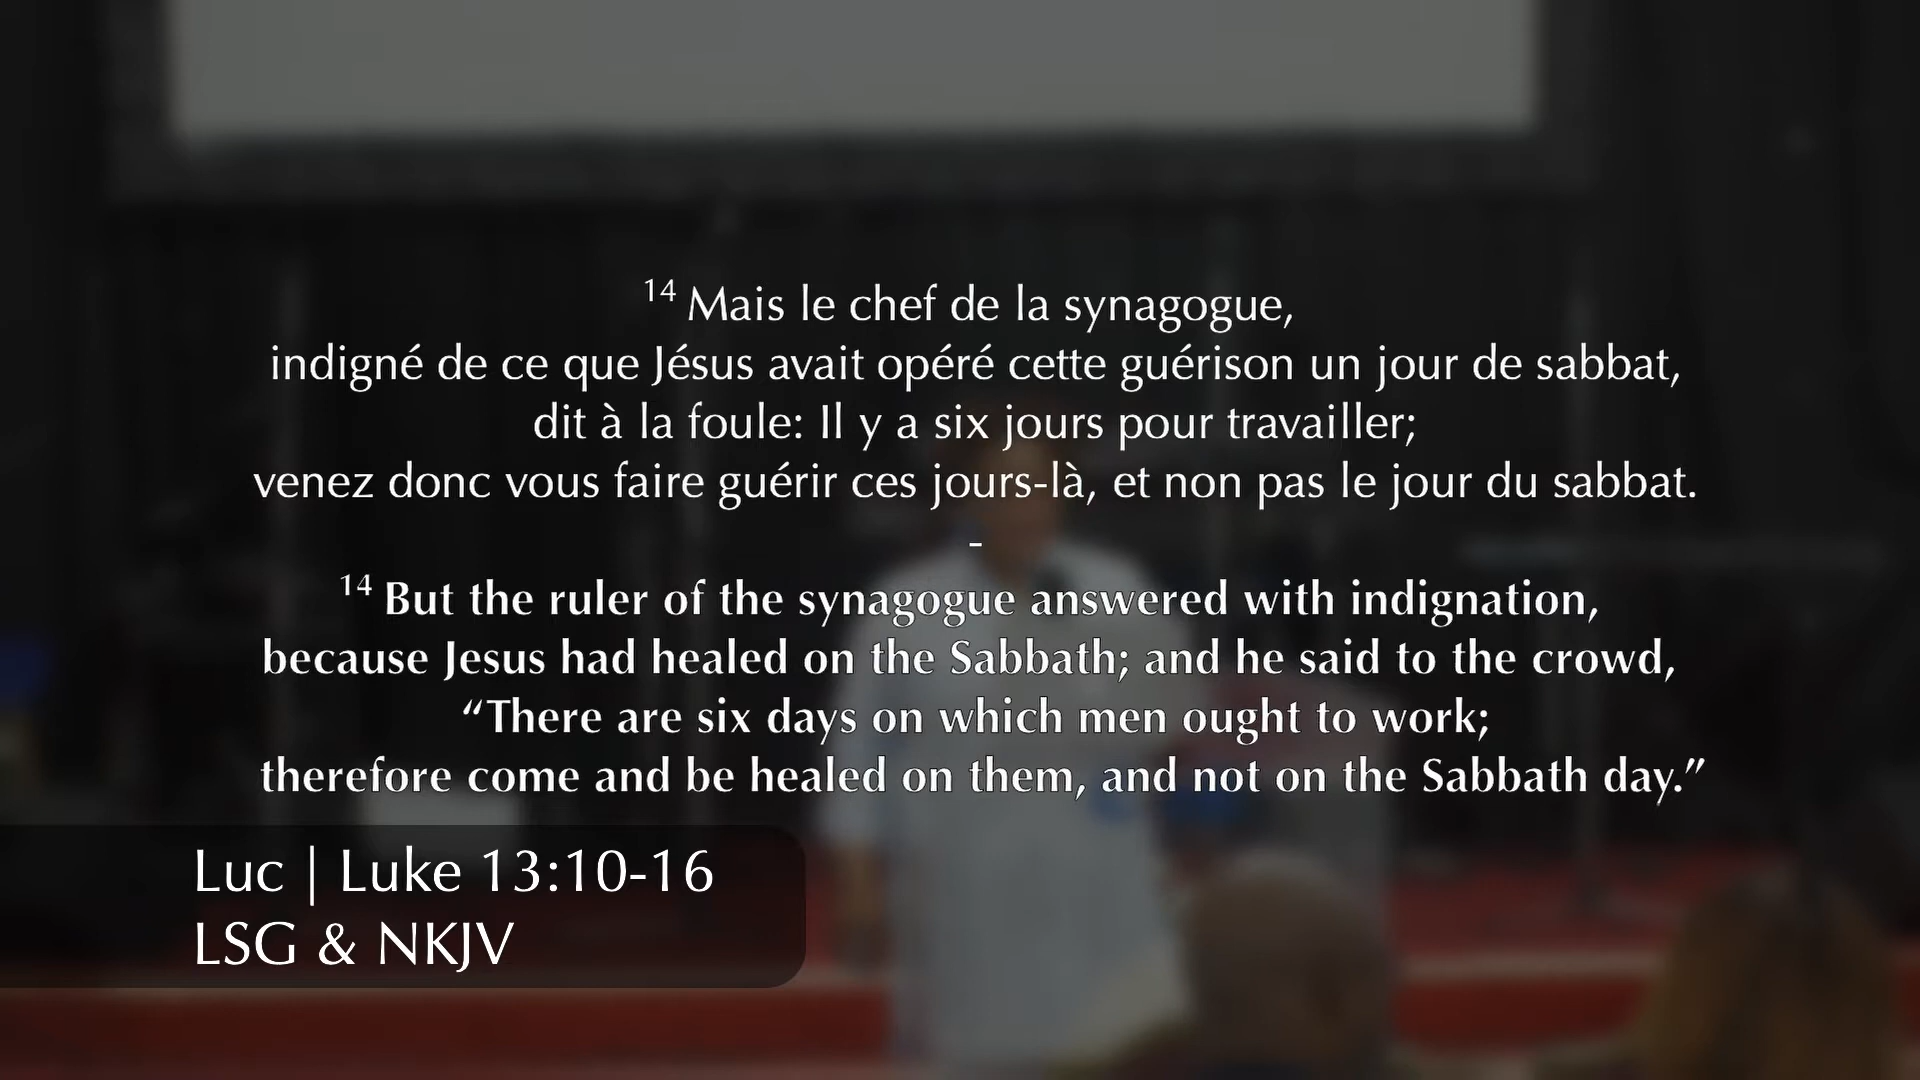 14 Mais le chef de la synagogue,
indigné de ce que Jésus avait opéré cette guérison un jour de sabbat,
dit à la foule: Il y a six jours pour travailler;
venez donc vous faire guérir ces jours-là, et non pas le jour du sabbat.
-
14 But the ruler of the synagogue answered with indignation,
because Jesus had healed on the Sabbath; and he said to the crowd,
“There are six days on which men ought to work;
therefore come and be healed on them, and not on the Sabbath day.”
Luc | Luke 13:10-16
LSG & NKJV